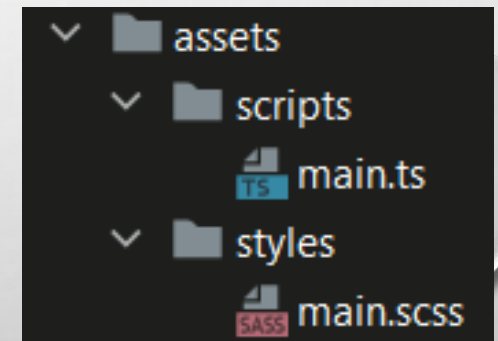 assets
scripts
TS main.ts
styles
SASS main.scss